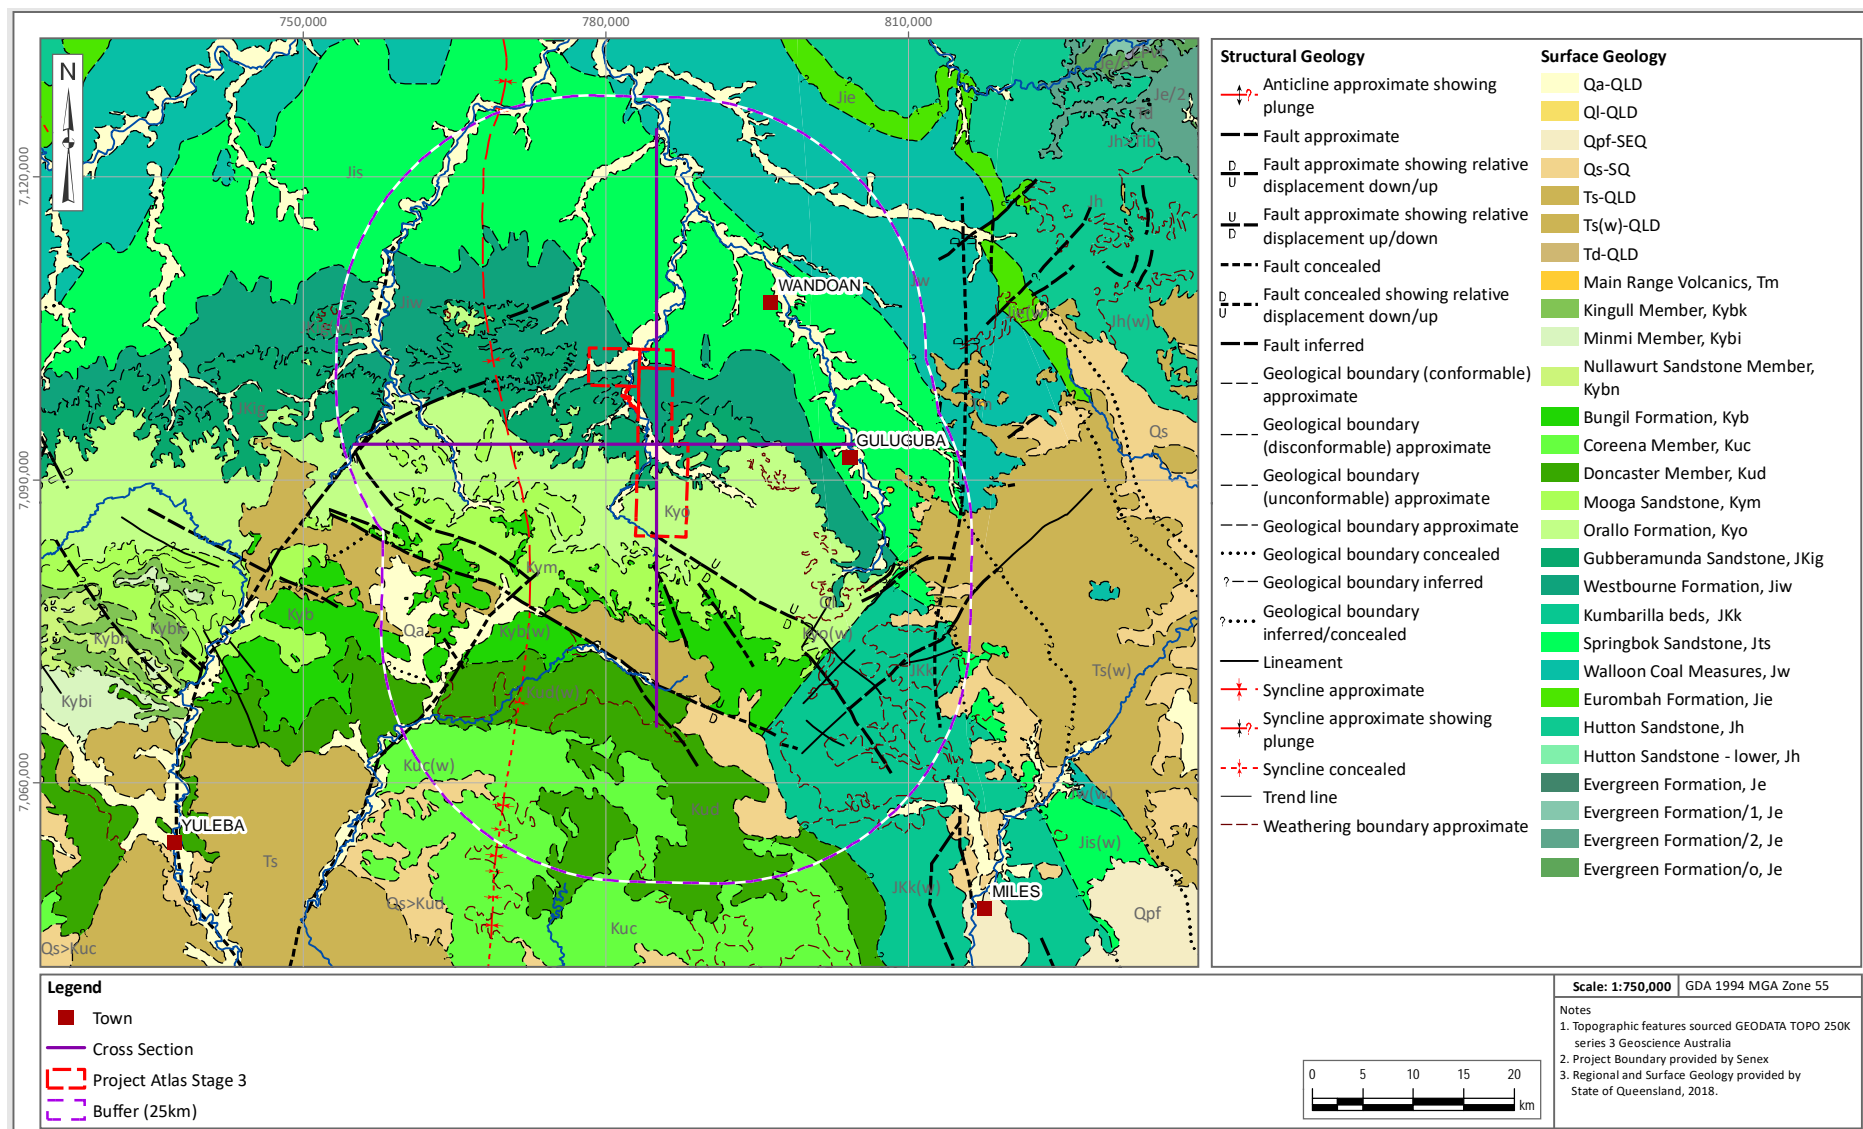 750,000
780,000
810,000
7,120,000
7,090,000
7,060,000
N
Jie
Je/2
Td
Jh>Tib
Jis
Jh
Jw
Jiw
WANDOAN
Jh(w)
JKig
GULUGUBA
Qs
Kyo
Kym
Kyb
Qa
Kyb(w)
Kyo(w)
Kybk
Kybn
Kybi
Kud(w)
JKk
Ts(w)
Kuc(w)
Kud
Jw(w)
YULEBA
Ts
Jis(w)
Qs>Kud
JKk(w)
MILES
Qpf
Kuc
Qs>Kuc
U
D
U
D
U
D
Structural Geology
Anticline approximate showing
plunge
Fault approximate
D
U
Fault approximate showing relative
displacement down/up
U
D
Fault approximate showing relative
displacement up/down
Fault concealed
D
U
Fault concealed showing relative
displacement down/up
Fault inferred
Geological boundary (conformable)
approximate
Geological boundary
(disconformable) approximate
Geological boundary
(unconformable) approximate
Geological boundary approximate
Geological boundary concealed
Geological boundary inferred
Geological boundary
inferred/concealed
Lineament
Syncline approximate
Syncline approximate showing
plunge
Syncline concealed
Trend line
Weathering boundary approximate
Surface Geology
Qa-QLD
Ql-QLD
Qpf-SEQ
Qs-SQ
Ts-QLD
Ts(w)-QLD
Td-QLD
Main Range Volcanics, Tm
Kingull Member, Kybk
Minmi Member, Kybi
Nullawurt Sandstone Member,
Kybn
Bungil Formation, Kyb
Coreena Member, Kuc
Doncaster Member, Kud
Mooga Sandstone, Kym
Orallo Formation, Kyo
Gubberamunda Sandstone, JKig
Westbourne Formation, Jiw
Kumbarilla beds, JKk
Springbok Sandstone, Jts
Walloon Coal Measures, Jw
Eurombah Formation, Jie
Hutton Sandstone, Jh
Hutton Sandstone - lower, Jh
Evergreen Formation, Je
Evergreen Formation/1, Je
Evergreen Formation/2, Je
Evergreen Formation/o, Je
Legend
Town
Cross Section
Project Atlas Stage 3
Buffer (25km)
0 5 10 15 20
km
Scale: 1:750,000 GDA 1994 MGA Zone 55
Notes
1. Topographic features sourced GEODATA TOPO 250K
series 3 Geoscience Australia
2. Project Boundary provided by Senex
3. Regional and Surface Geology provided by
State of Queensland, 2018.